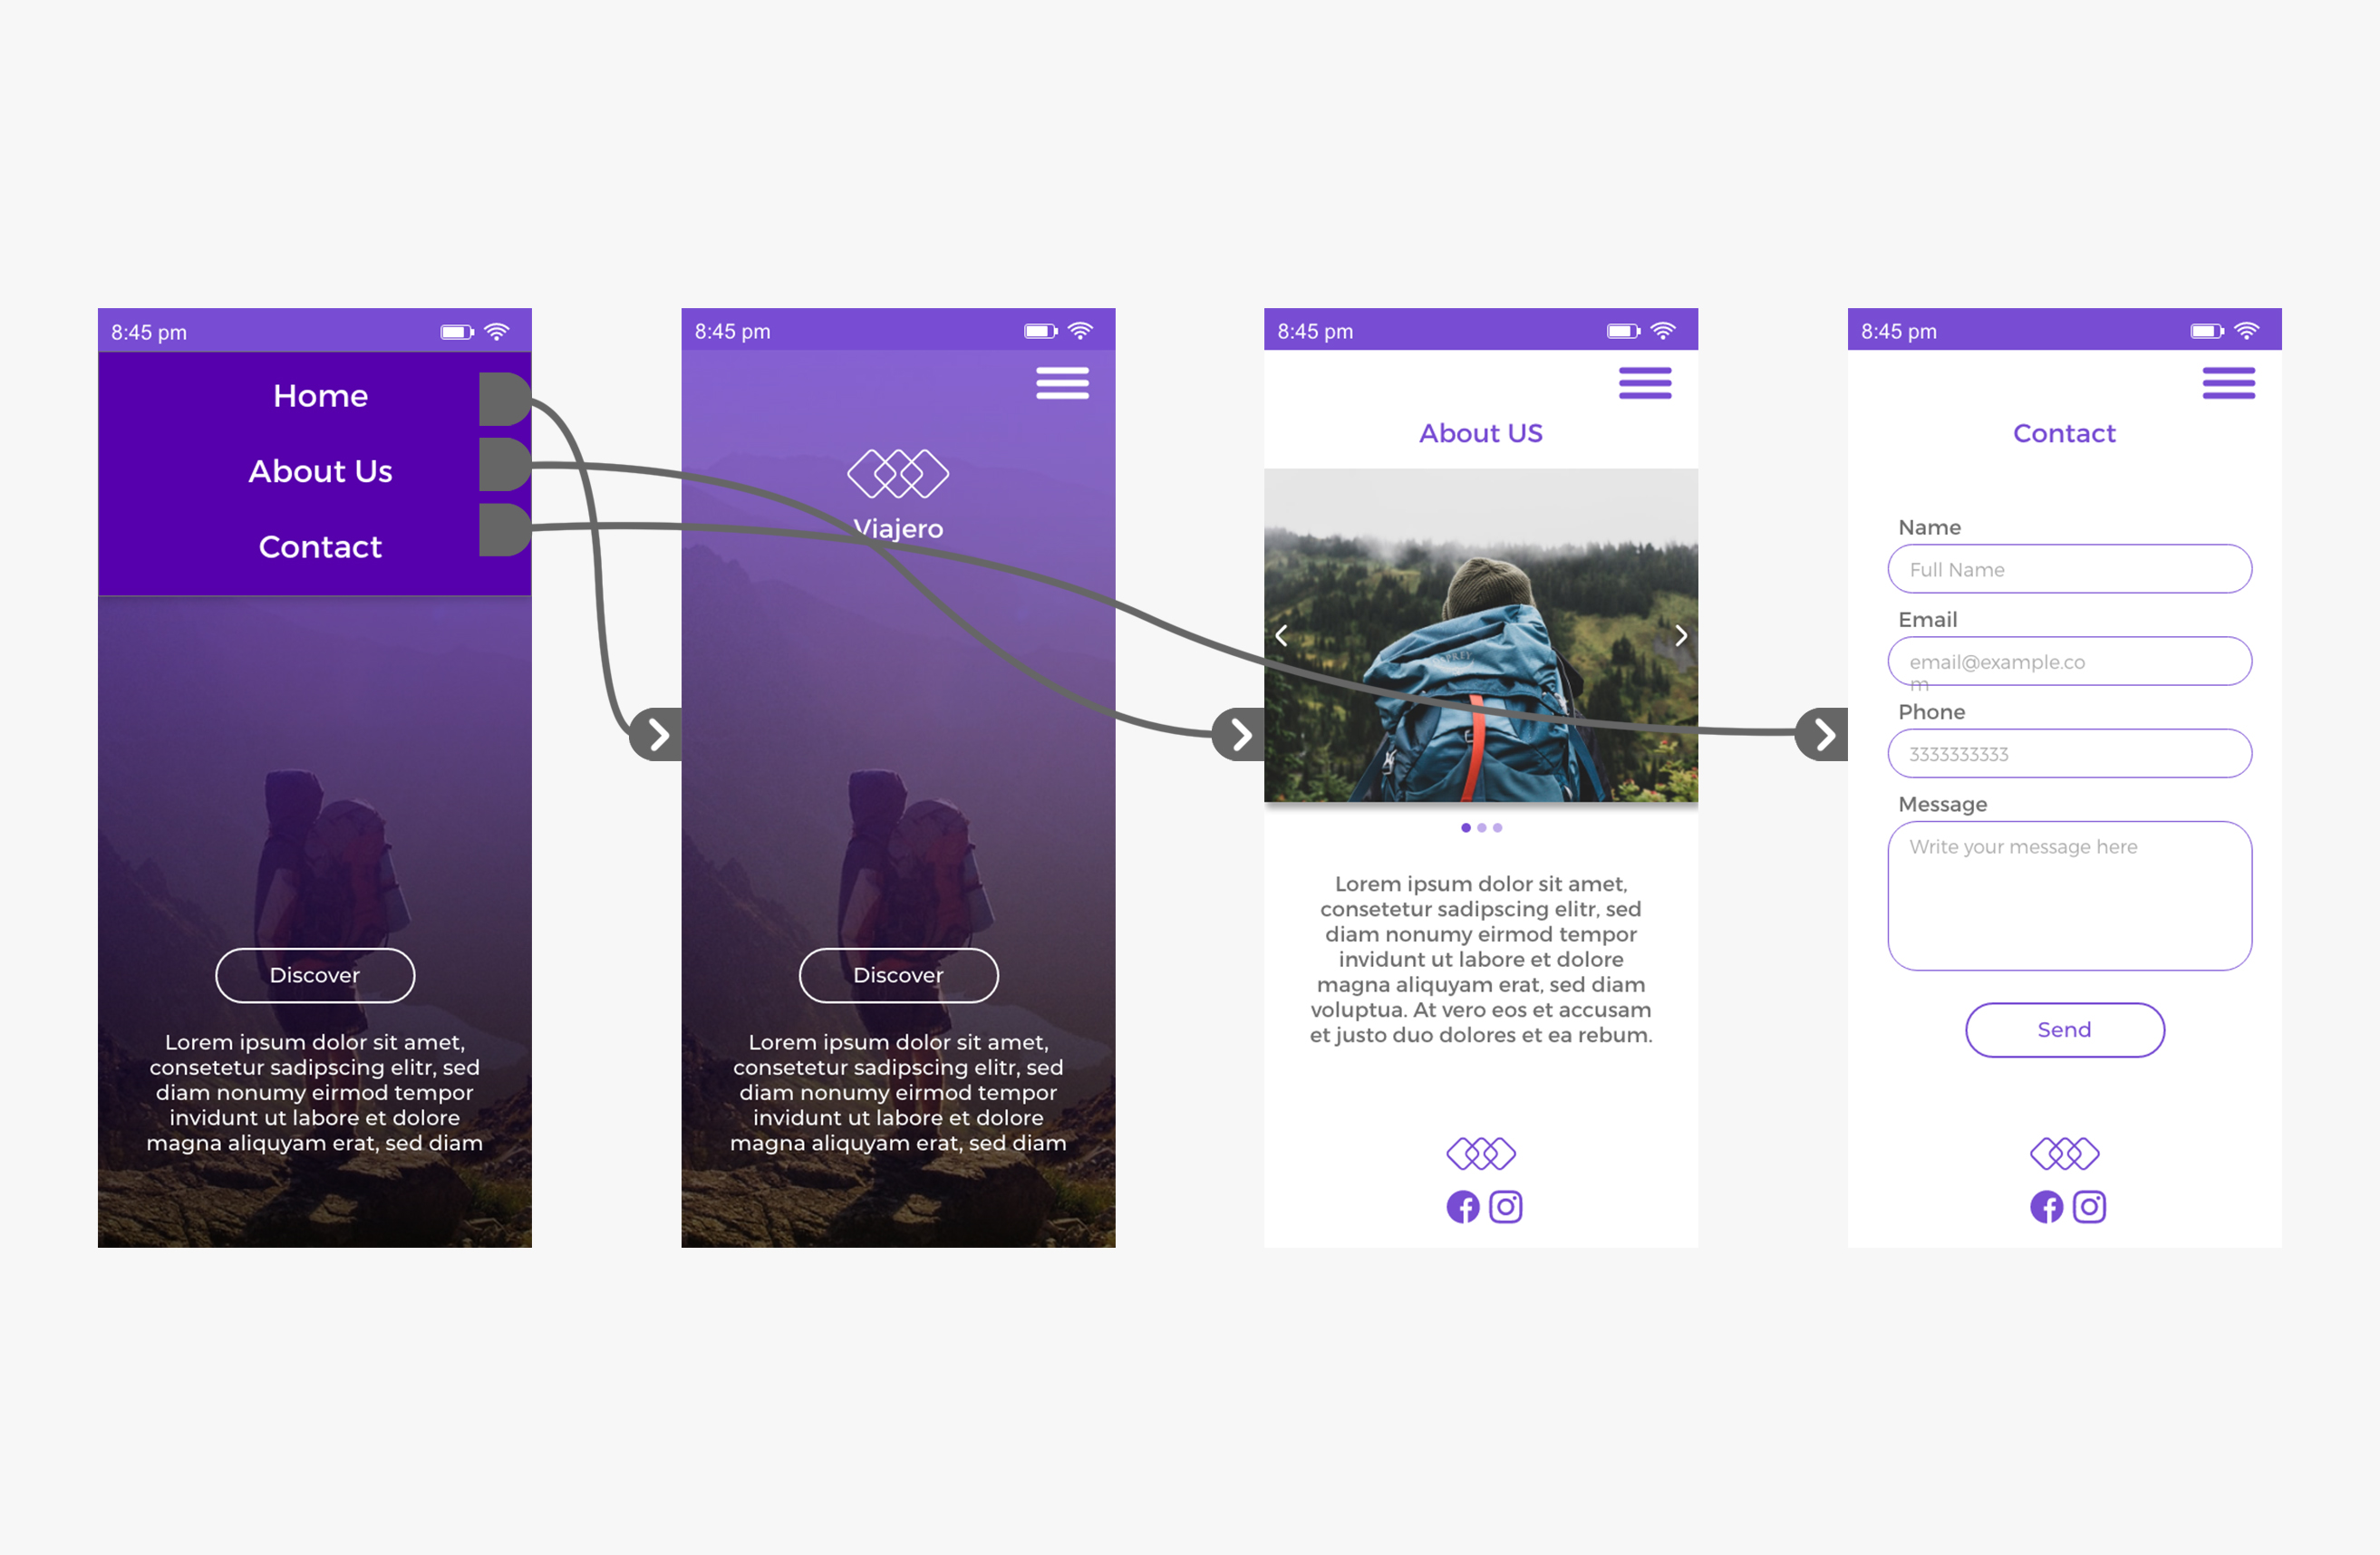 8:45 pm
Home
About Us
Contact
Discover
Lorem ipsum dolor sit amet,
consetetur sadipscing elitr, sed
diam nonumy eirmod tempor
invidunt ut labore et dolore
magna aliquyam erat, sed diam
8:45 pm
Viajero
Discover
Lorem ipsum dolor sit amet,
consetetur sadipscing elitr, sed
diam nonumy eirmod tempor
invidunt ut labore et dolore
magna aliquyam erat, sed diam
8:45 pm
About US
Lorem ipsum dolor sit amet,
consetetur sadipscing elitr, sed
diam nonumy eirmod tempor
invidunt ut labore et dolore
magna aliquyam erat, sed diam
voluptua. At vero eos et accusam
et justo duo dolores et ea rebum.
8:45 pm
Contact
Name
Full Name
Email
email@example.co
m
Phone
3333333333
Message
Write your message here
Send